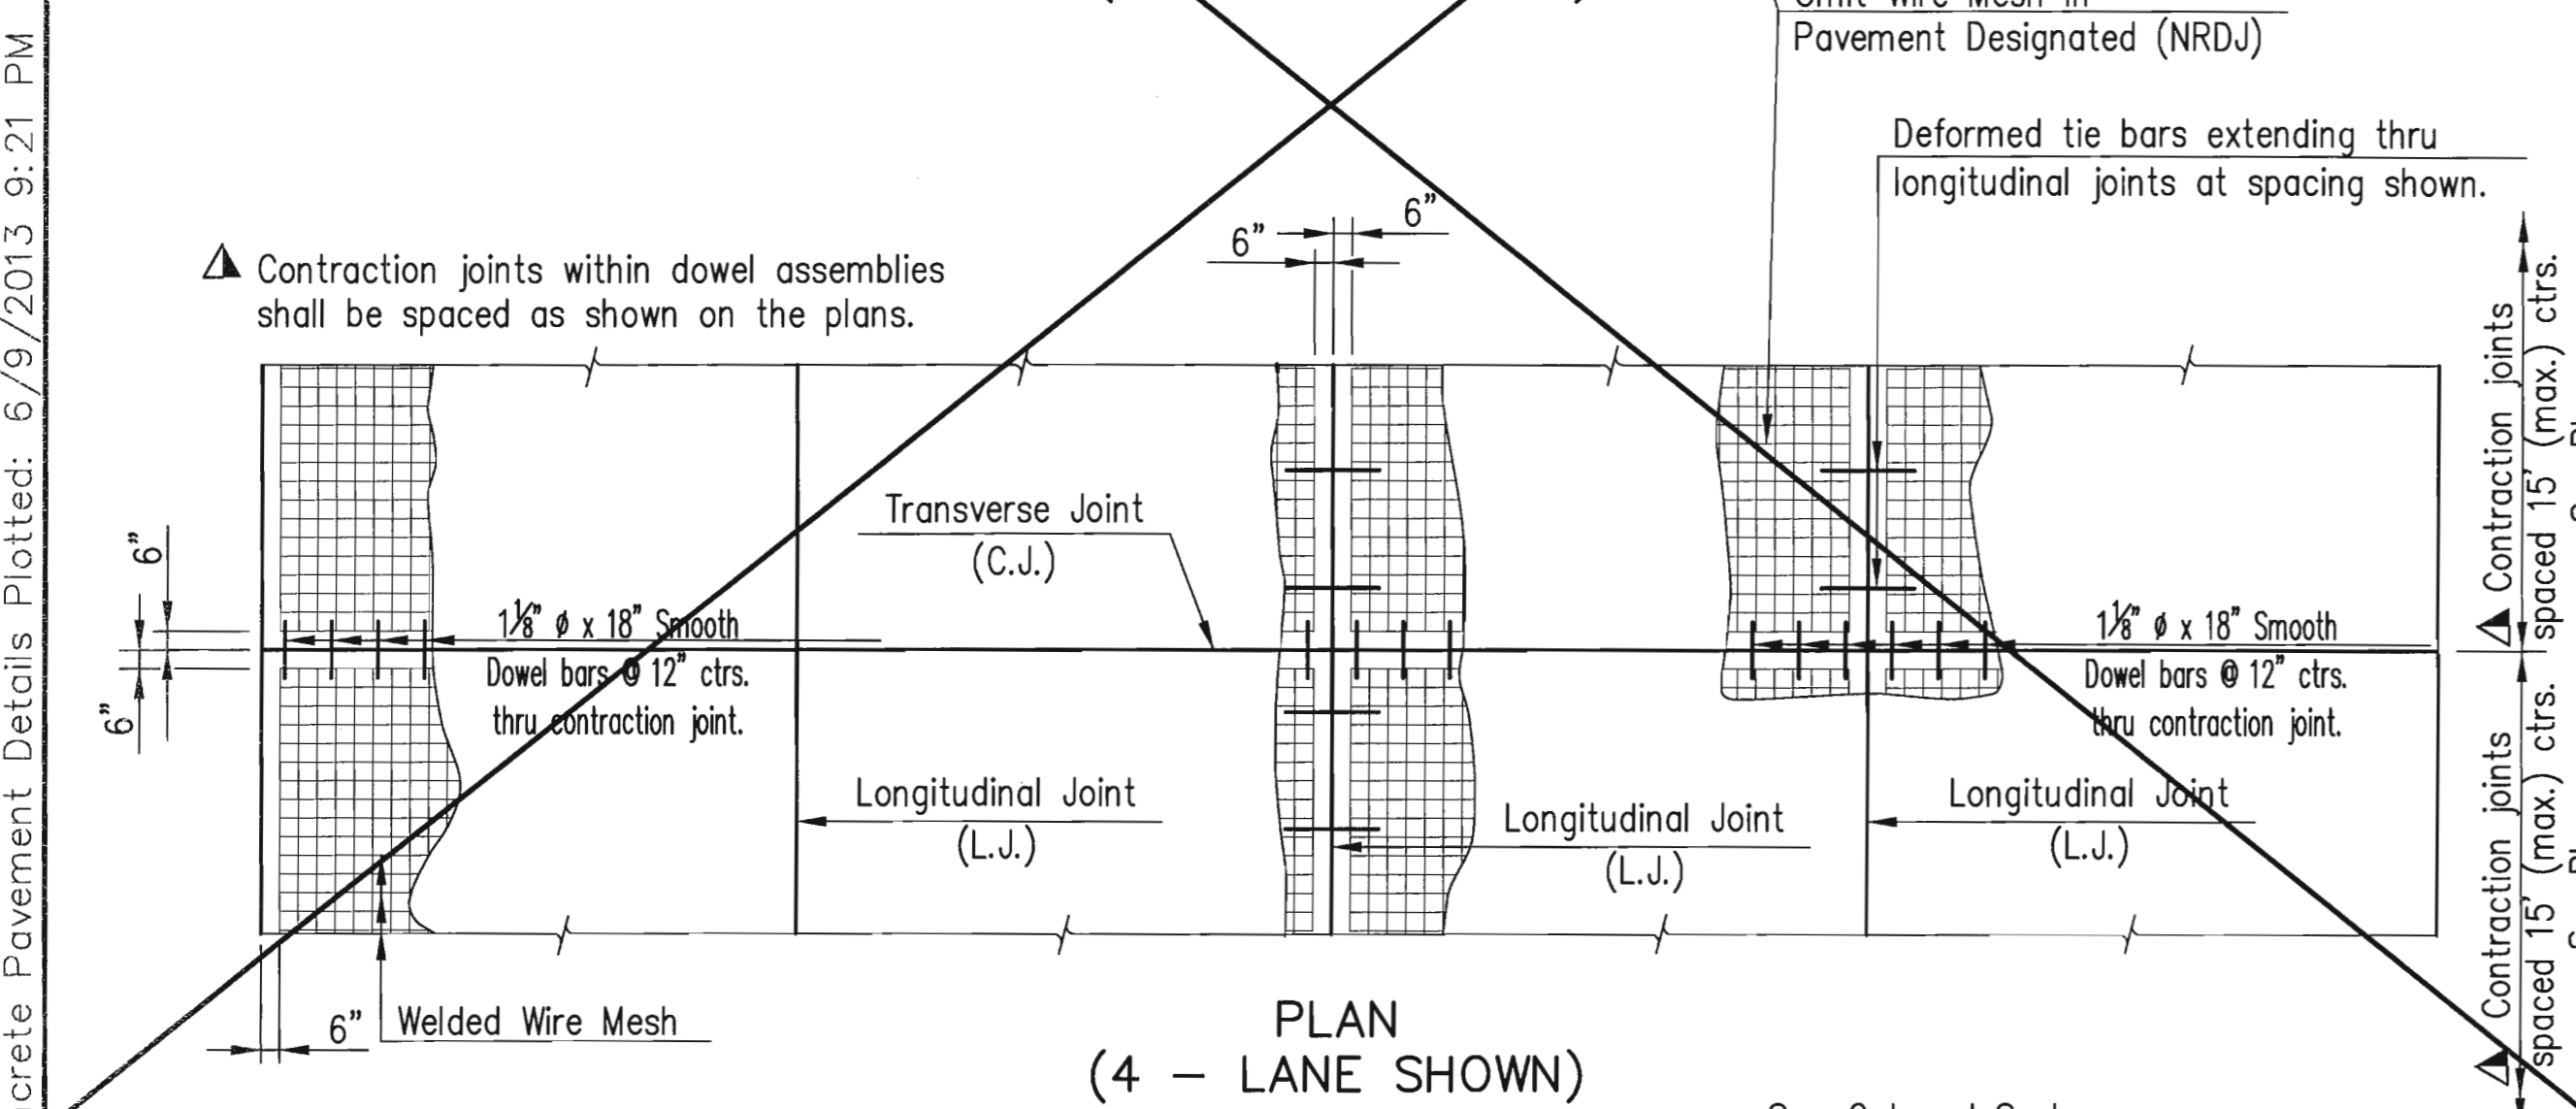 Pavement Designated (NRDJ)
Deformed tie bars extending thru
longitudinal joints at spacing shown.
6”
6”
Contraction joints within dowel assemblies
shall be spaced as shown on the plans.
Transverse Joint
(C.J.)
6”
6”
1⅛” ø x 18” Smooth
Dowel bars @ 12” ctrs.
thru contraction joint.
1⅛” ø x 18” Smooth
Dowel bars @ 12” ctrs.
thru contraction joint.
Longitudinal Joint
(L.J.)
Longitudinal Joint
(L.J.)
Longitudinal Joint
(L.J.)
6”
Welded Wire Mesh
PLAN
(4 – LANE SHOWN)
Contraction joints
spaced 15’ (max.) ctrs.
Contraction joints
spaced 15’ (max.) ctrs.
Pavement Details Plotted: 6/9/2013 9:21 PM